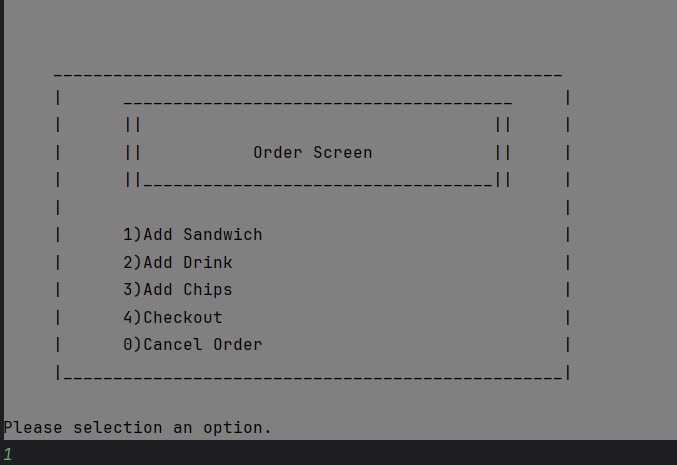 Order Screen
1)Add Sandwich
2)Add Drink
3)Add Chips
4)Checkout
0)Cancel Order
Please selection an option.
1